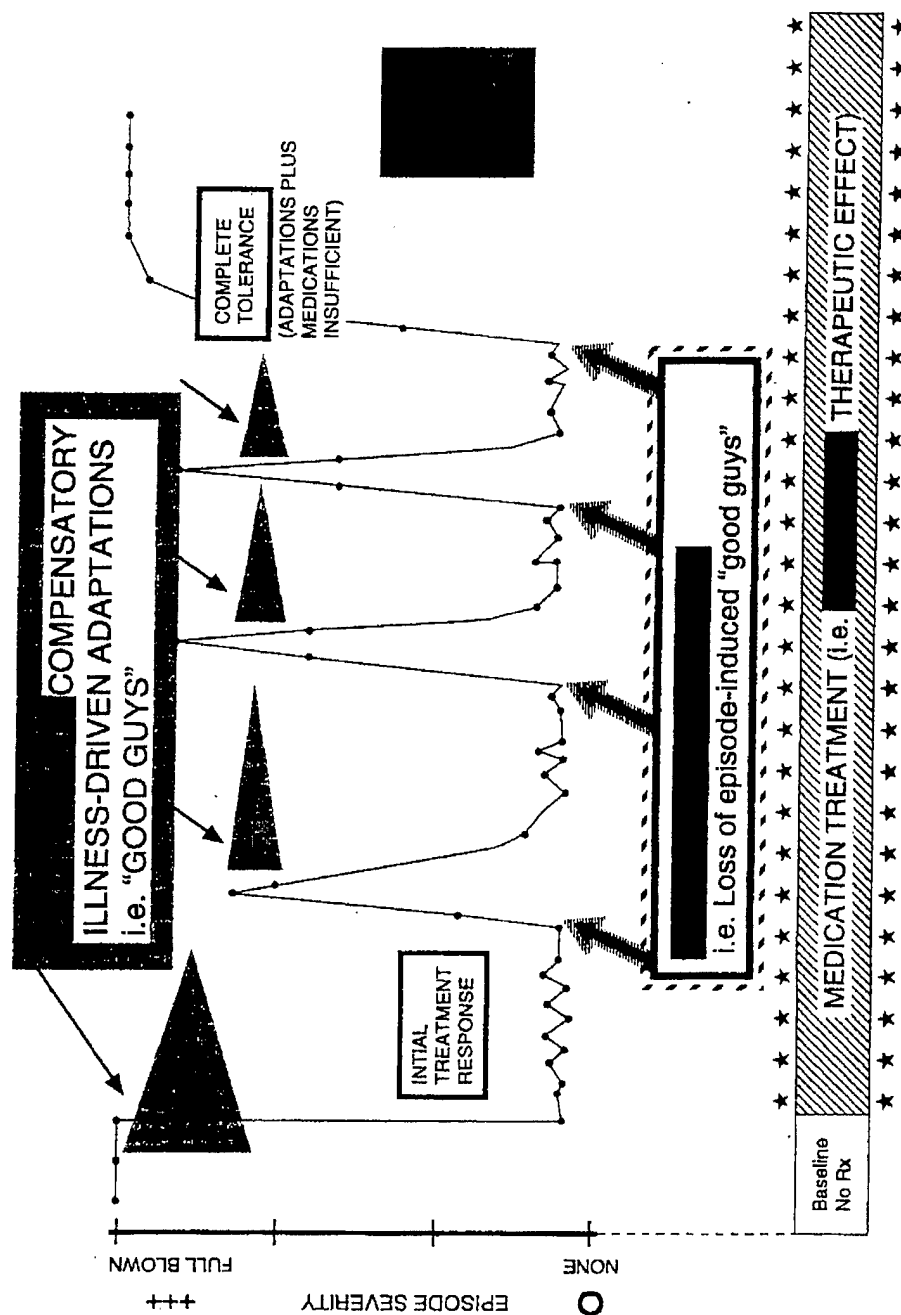 +++
FULL BLOWN
EPISODE SEVERITY
NONE
O
COMPENSATORY
ILLNESS-DRIVEN ADAPTATIONS
i.e. “GOOD GUYS”
INTIAL
TREATMENT
RESPONSE
COMPLETE
TOLERANCE
(ADAPTATIONS PLUS
MEDICATIONS
INSUFFICIENT)
i.e. Loss of episode-induced “good guys”
Baseline
No Rx
MEDICATION TREATMENT (i.e. THERAPEUTIC EFFECT)